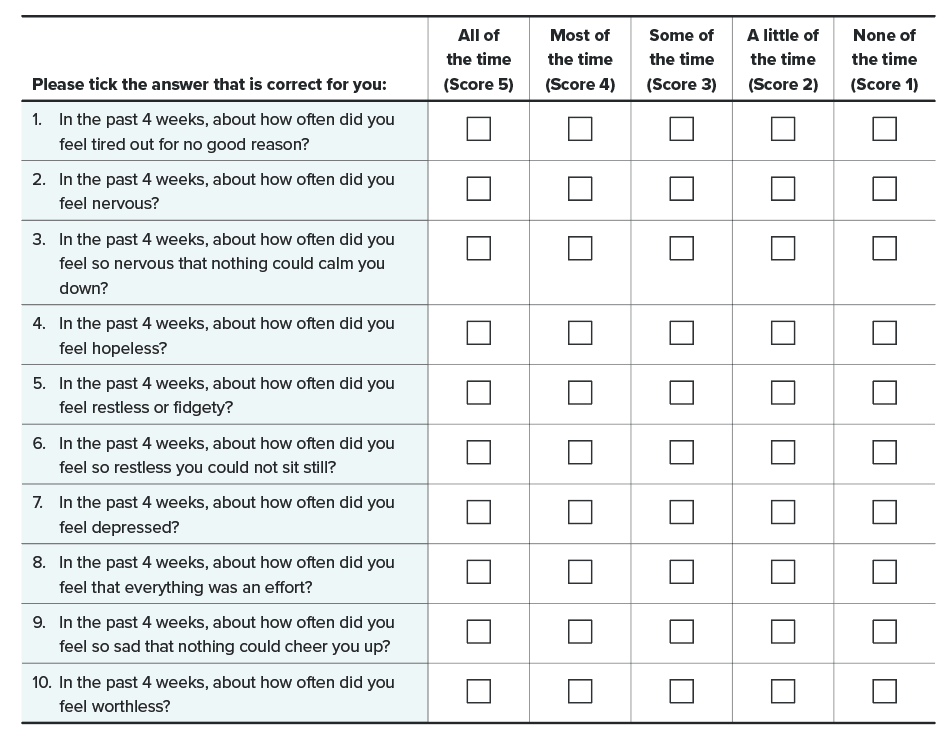 All of
the time
(Score 5)
Most of
the time
(Score 4)
Some of
the time
(Score 3)
A little of
the time
(Score 2)
None of
the time
(Score 1)
Please tick the answer that is correct for you:
1. In the past 4 weeks, about how often did you
feel tired out for no good reason?
2. In the past 4 weeks, about how often did you
feel nervous?
3. In the past 4 weeks, about how often did you
feel so nervous that nothing could calm you
down?
4. In the past 4 weeks, about how often did you
feel hopeless?
5. In the past 4 weeks, about how often did you
feel restless or fidgety?
6. In the past 4 weeks, about how often did you
feel so restless you could not sit still?
7. In the past 4 weeks, about how often did you
feel depressed?
8. In the past 4 weeks, about how often did you
feel that everything was an effort?
9. In the past 4 weeks, about how often did you
feel so sad that nothing could cheer you up?
10. In the past 4 weeks, about how often did you
feel worthless?